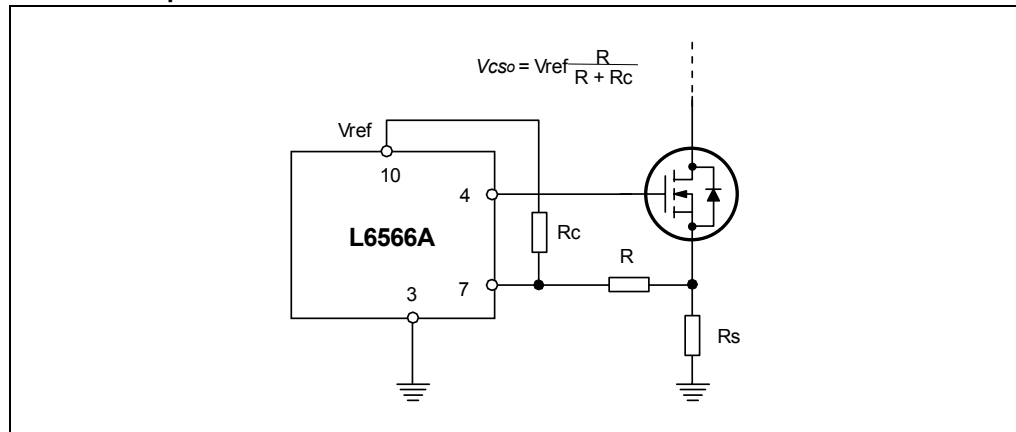 Vcso = Vref R / R + Rc
Vref
10
4
L6566A
Rc
R
7
3
Rs